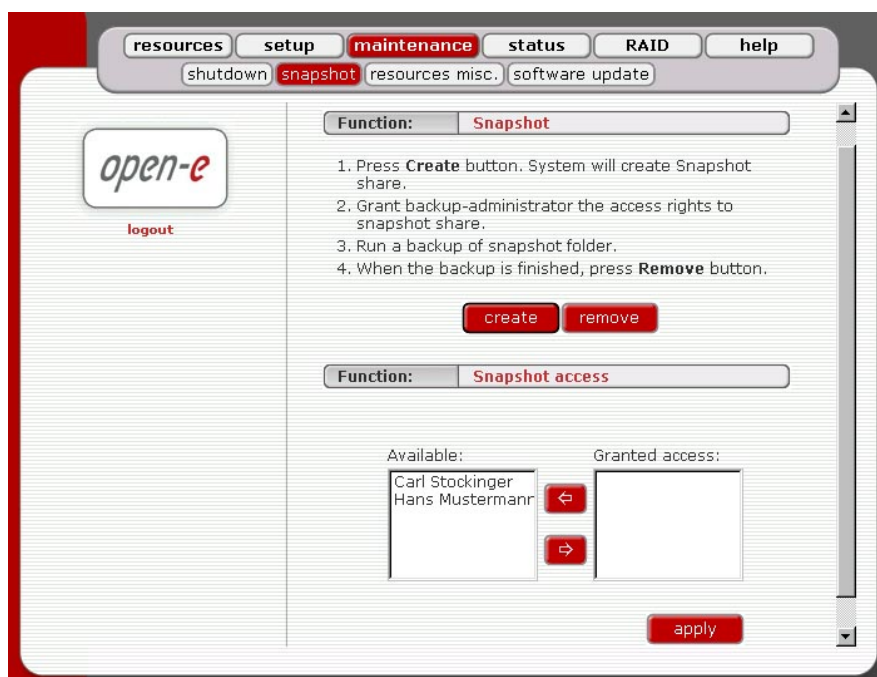 resources setup maintenance status RAID help
shutdown snapshot resources misc. software update
open-e
logout
Function: Snapshot
1. Press Create button. System will create Snapshot
share.
2. Grant backup-administrator the access rights to
snapshot share.
3. Run a backup of snapshot folder.
4. When the backup is finished, press Remove button.
create remove
Function: Snapshot access
Available: Granted access:
Carl Stockinger
Hans Mustermann
apply